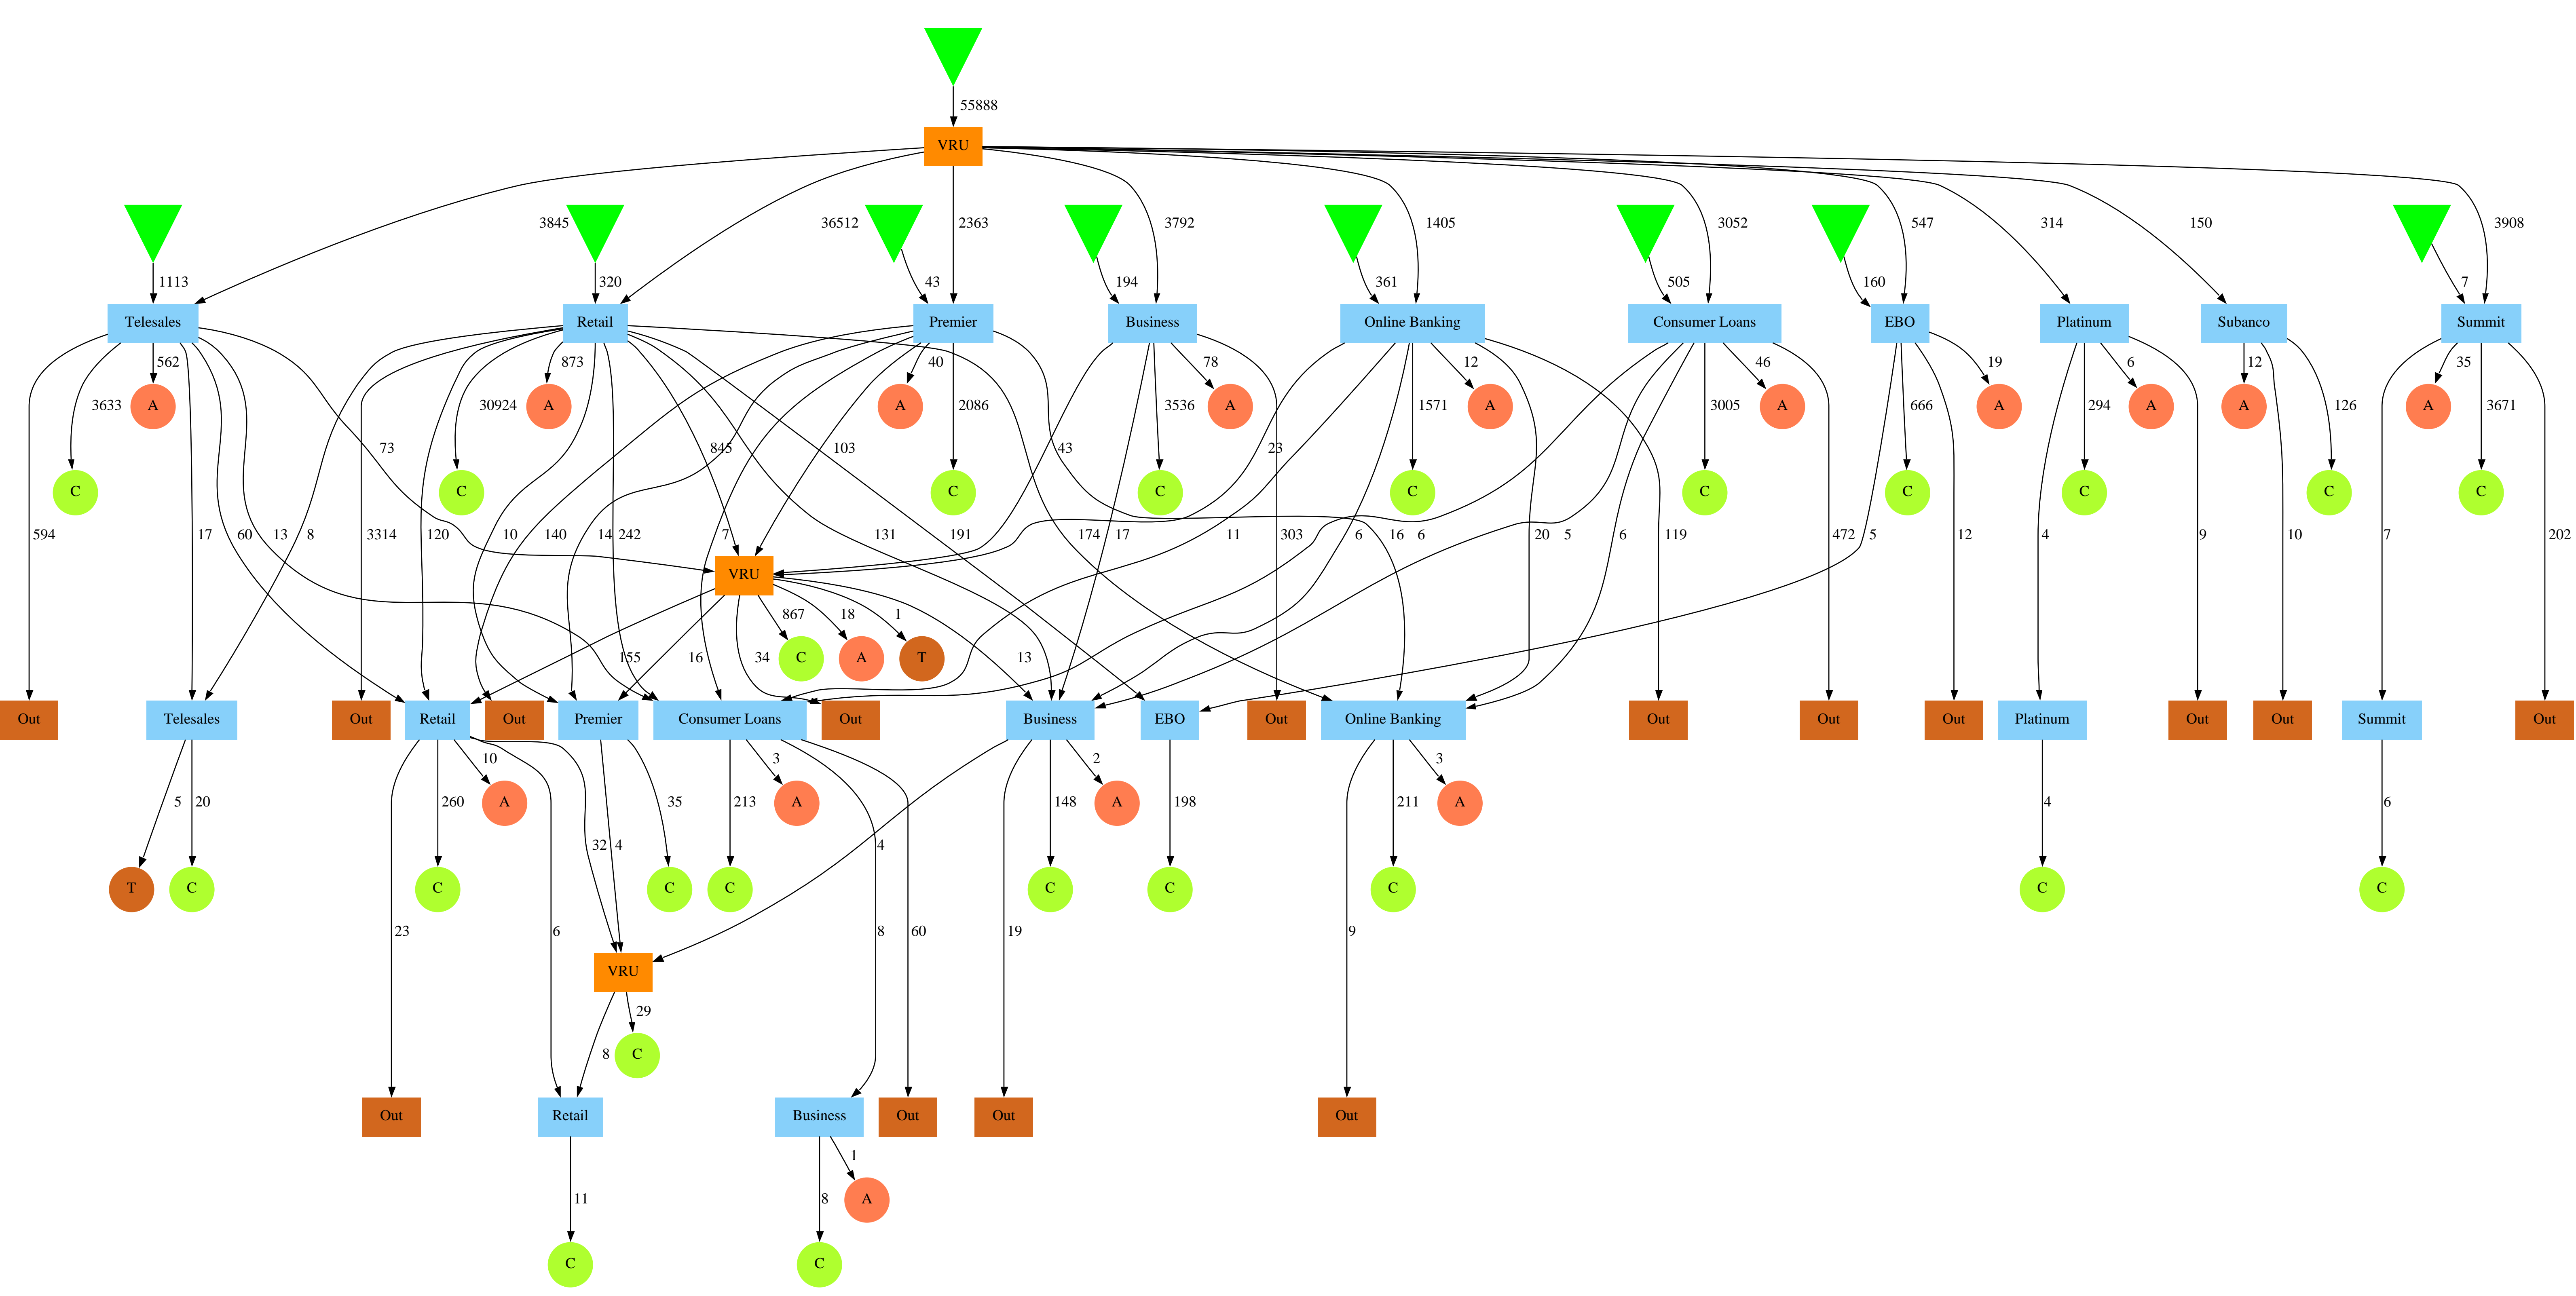 55888
VRU
3845
36512
2363
3792
1405
3052
547
314
150
3908
1113
320
43
194
361
505
160
7
Telesales
Retail
Premier
Business
Online Banking
Consumer Loans
EBO
Platinum
Subanco
Summit
562
873
40
78
12
46
19
6
12
35
3633
A
30924
A
A
2086
3536
A
1571
A
3005
A
666
A
294
A
A
126
A
3671
73
845
103
43
23
C
C
C
C
C
C
C
C
C
C
594
17
60
13
8
3314
120
10
140
14
242
7
131
191
174
17
11
303
6
16
6
20
5
6
119
472
5
12
4
9
10
7
202
VRU
867
18
1
155
16
34
C
A
T
13
Out
Telesales
Out
Retail
Out
Premier
Consumer Loans
Out
Business
EBO
Out
Online Banking
Out
Out
Out
Platinum
Out
Out
Summit
Out
10
3
2
3
5
20
260
A
35
213
A
148
A
198
211
A
4
6
32
4
4
T
C
C
C
C
C
C
C
C
C
23
6
8
60
19
9
VRU
29
8
C
Out
Retail
Business
Out
Out
Out
1
11
8
A
C
C